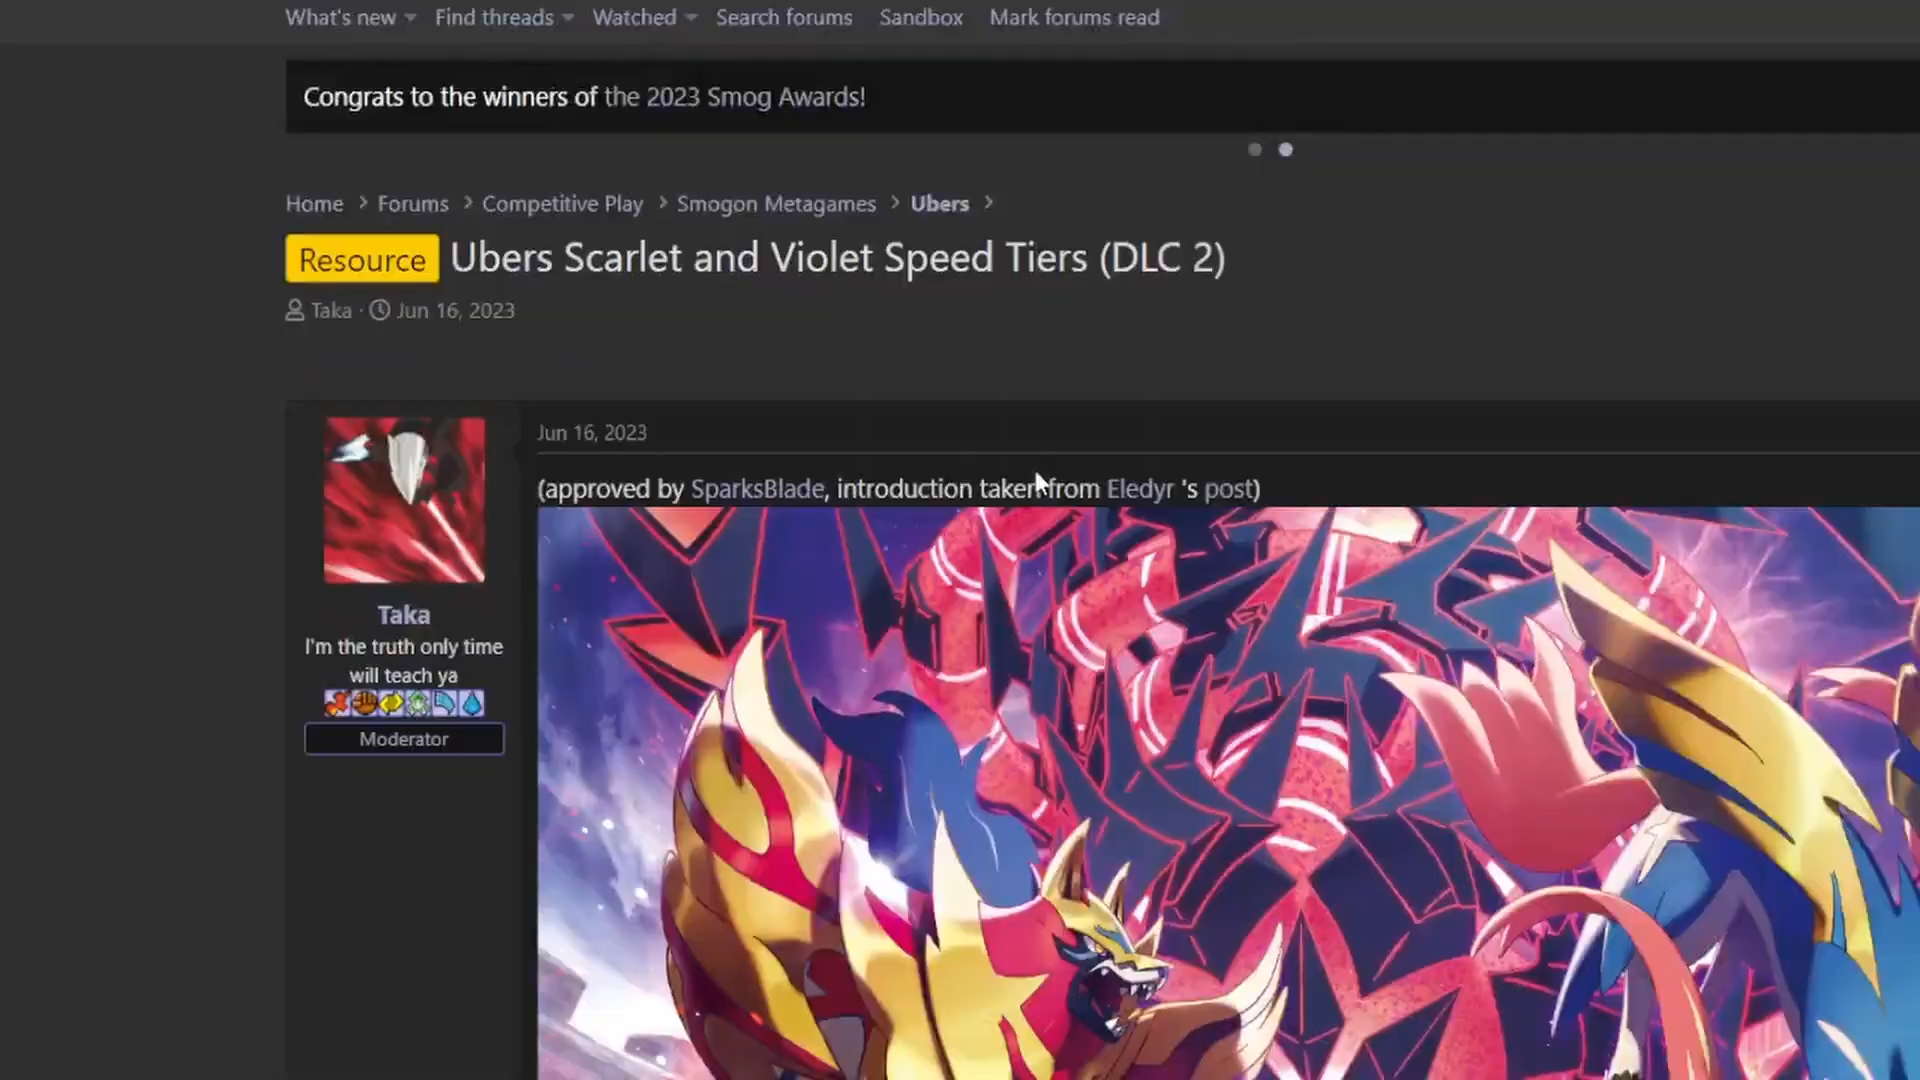 What's new Find threads Watched Search forums Sandbox Mark forums read
Congrats to the winners of the 2023 Smog Awards!
Home Forums Competitive Play Smogon Metagames Ubers
Resource Ubers Scarlet and Violet Speed Tiers (DLC 2)
Taka · Jun 16, 2023
Jun 16, 2023
(approved by SparksBlade, introduction taken from Eledyr 's post)
Taka
I'm the truth only time
will teach ya
Moderator